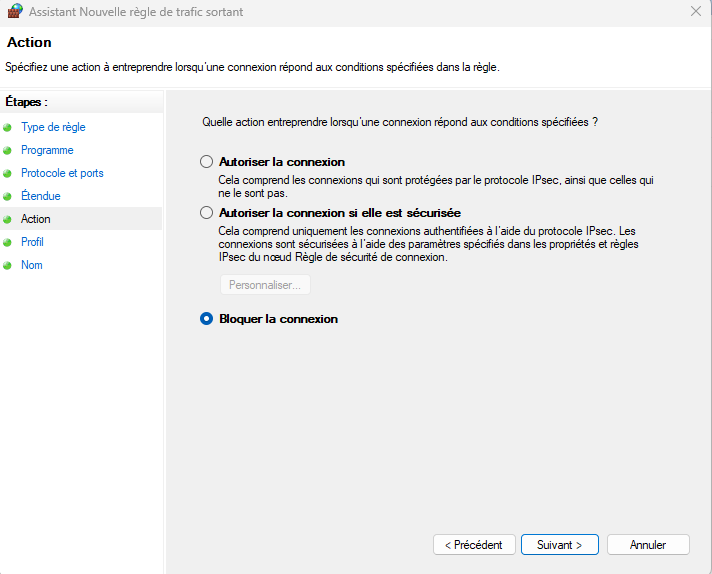 Assistant Nouvelle règle de trafic sortant
Action
Spécifiez une action à entreprendre lorsqu'une connexion répond aux conditions spécifiées dans la règle.
Étapes :
Type de règle
Programme
Protocole et ports
Étendue
Action
Profil
Nom
Quelle action entreprendre lorsqu'une connexion répond aux conditions spécifiées ?
Autoriser la connexion
Cela comprend les connexions qui sont protégées par le protocole IPsec, ainsi que celles qui
ne le sont pas.
Autoriser la connexion si elle est sécurisée
Cela comprend uniquement les connexions authentifiées à l'aide du protocole IPsec. Les
connexions sont sécurisées à l'aide des paramètres spécifiés dans les propriétés et règles
IPsec du nœud Règle de sécurité de connexion.
Personnaliser...
Bloquer la connexion
< Précédent
Suivant >
Annuler